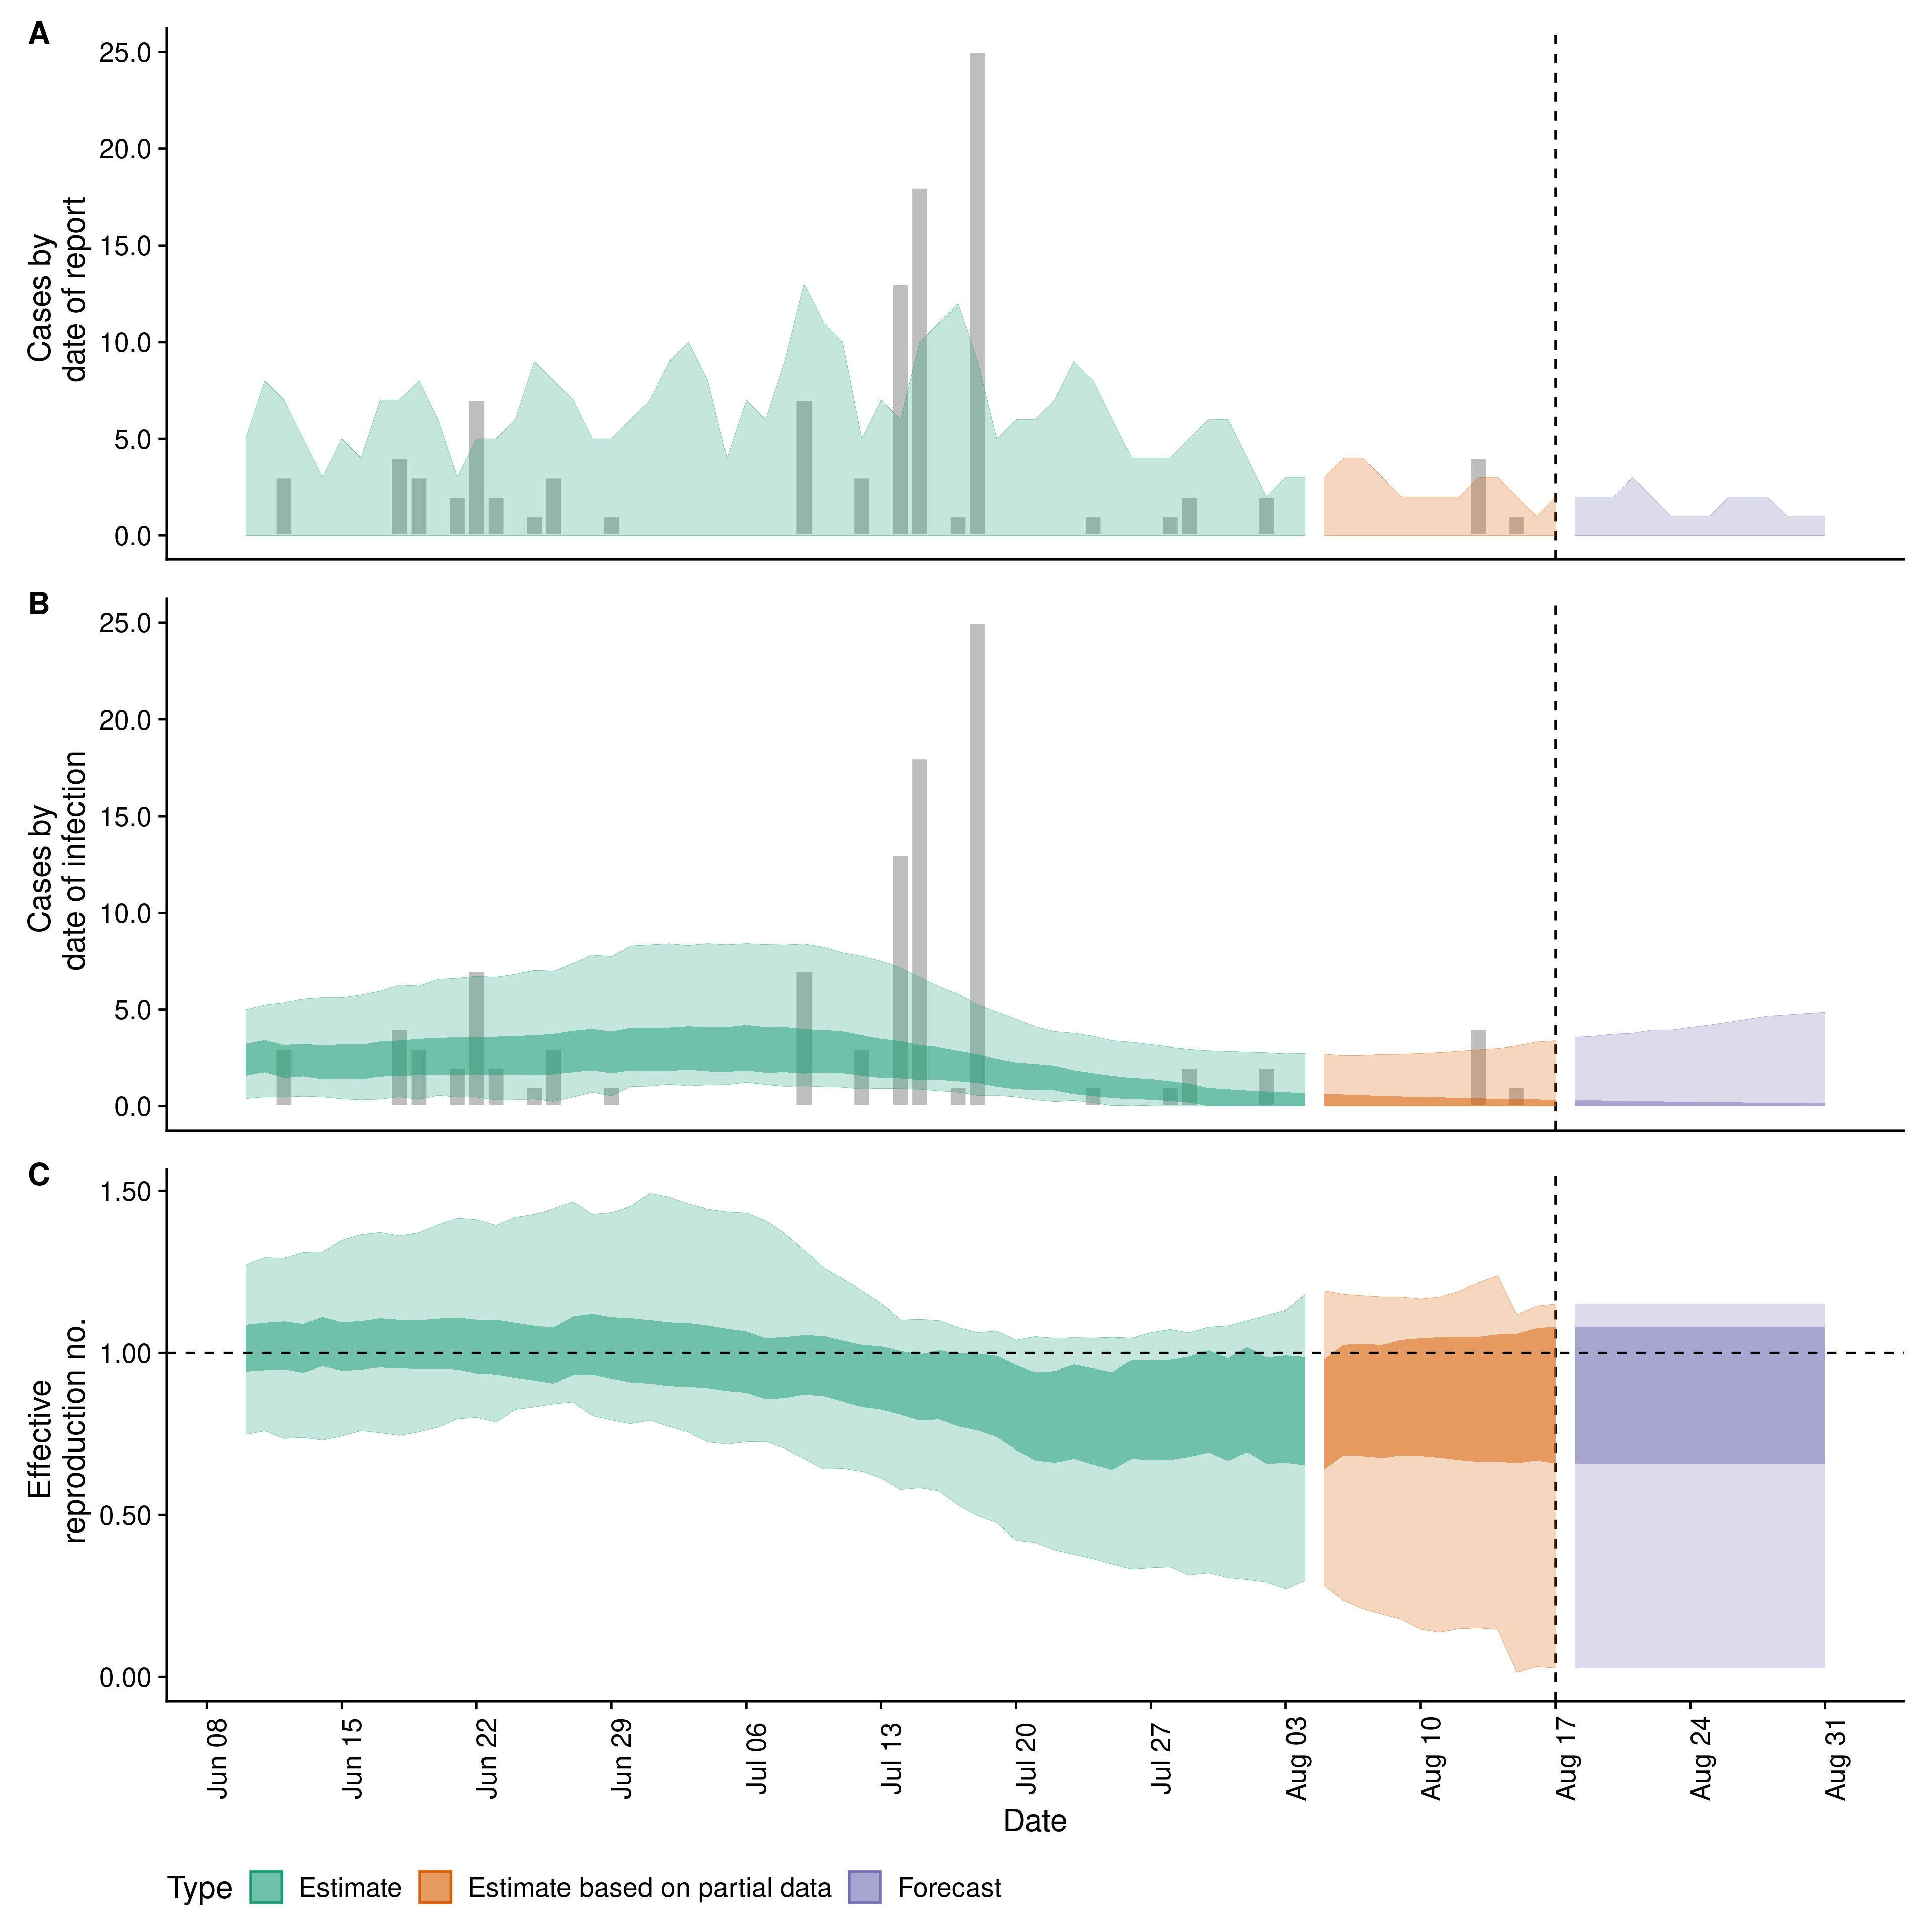 A
25.0
20.0
15.0
10.0
5.0
0.0
Cases by
date of report
B
25.0
20.0
15.0
10.0
5.0
0.0
Cases by
date of infection
C
1.50
1.00
0.50
0.00
Effective
reproduction no.
Jun 08
Jun 15
Jun 22
Jun 29
Jul 06
Jul 13
Jul 20
Jul 27
Aug 03
Aug 10
Aug 17
Aug 24
Aug 31
Date
Type Estimate Estimate based on partial data Forecast